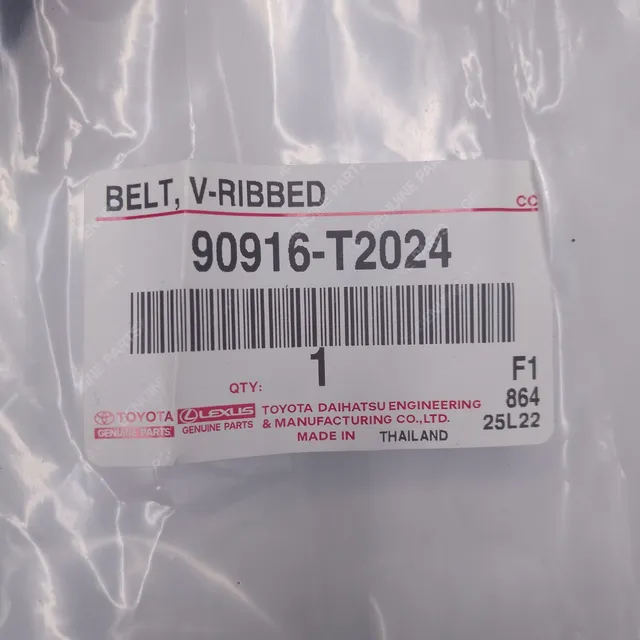 BELT, V-RIBBED
CC
90916-T2024
1
QTY:
F1
864
25L22
TOYOTA
GENUINE PARTS
LEXUS
GENUINE PARTS
TOYOTA DAIHATSU ENGINEERING
& MANUFACTURING CO.,LTD.
MADE IN THAILAND